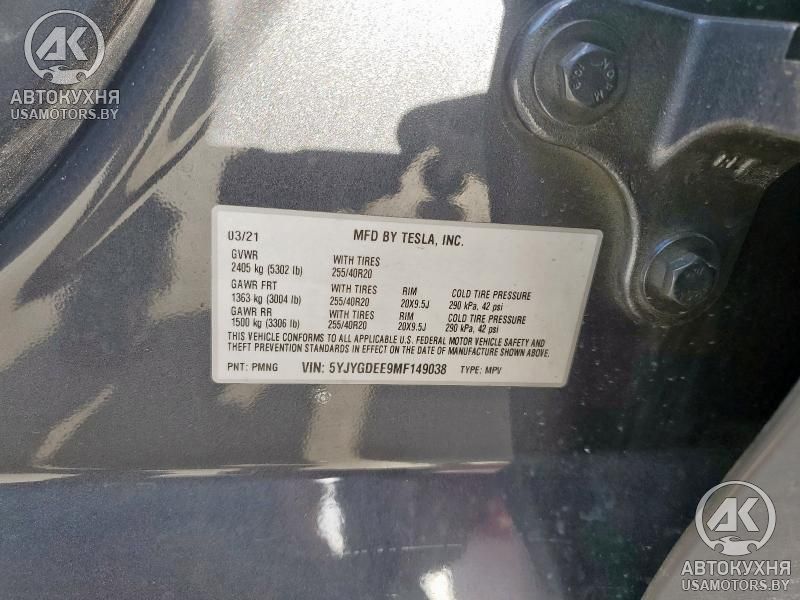 AK
АВТОКУХНЯ
USAMOTORS.BY
03/21 MFD BY TESLA, INC.
GVWR WITH TIRES
2405 kg (5302 lb) 255/40R20
GAWR FRT WITH TIRES RIM COLD TIRE PRESSURE
1363 kg (3004 lb) 255/40R20 20X9.5J 290 kPa, 42 psi
GAWR RR WITH TIRES RIM COLD TIRE PRESSURE
1500 kg (3306 lb) 255/40R20 20X9.5J 290 kPa, 42 psi
THIS VEHICLE CONFORMS TO ALL APPLICABLE U.S. FEDERAL MOTOR VEHICLE SAFETY AND
THEFT PREVENTION STANDARDS IN EFFECT ON THE DATE OF MANUFACTURE SHOWN ABOVE.
PNT: PMNG VIN: 5YJYGDEE9MF149038 TYPE: MPV
AK
АВТОКУХНЯ
USAMOTORS.BY